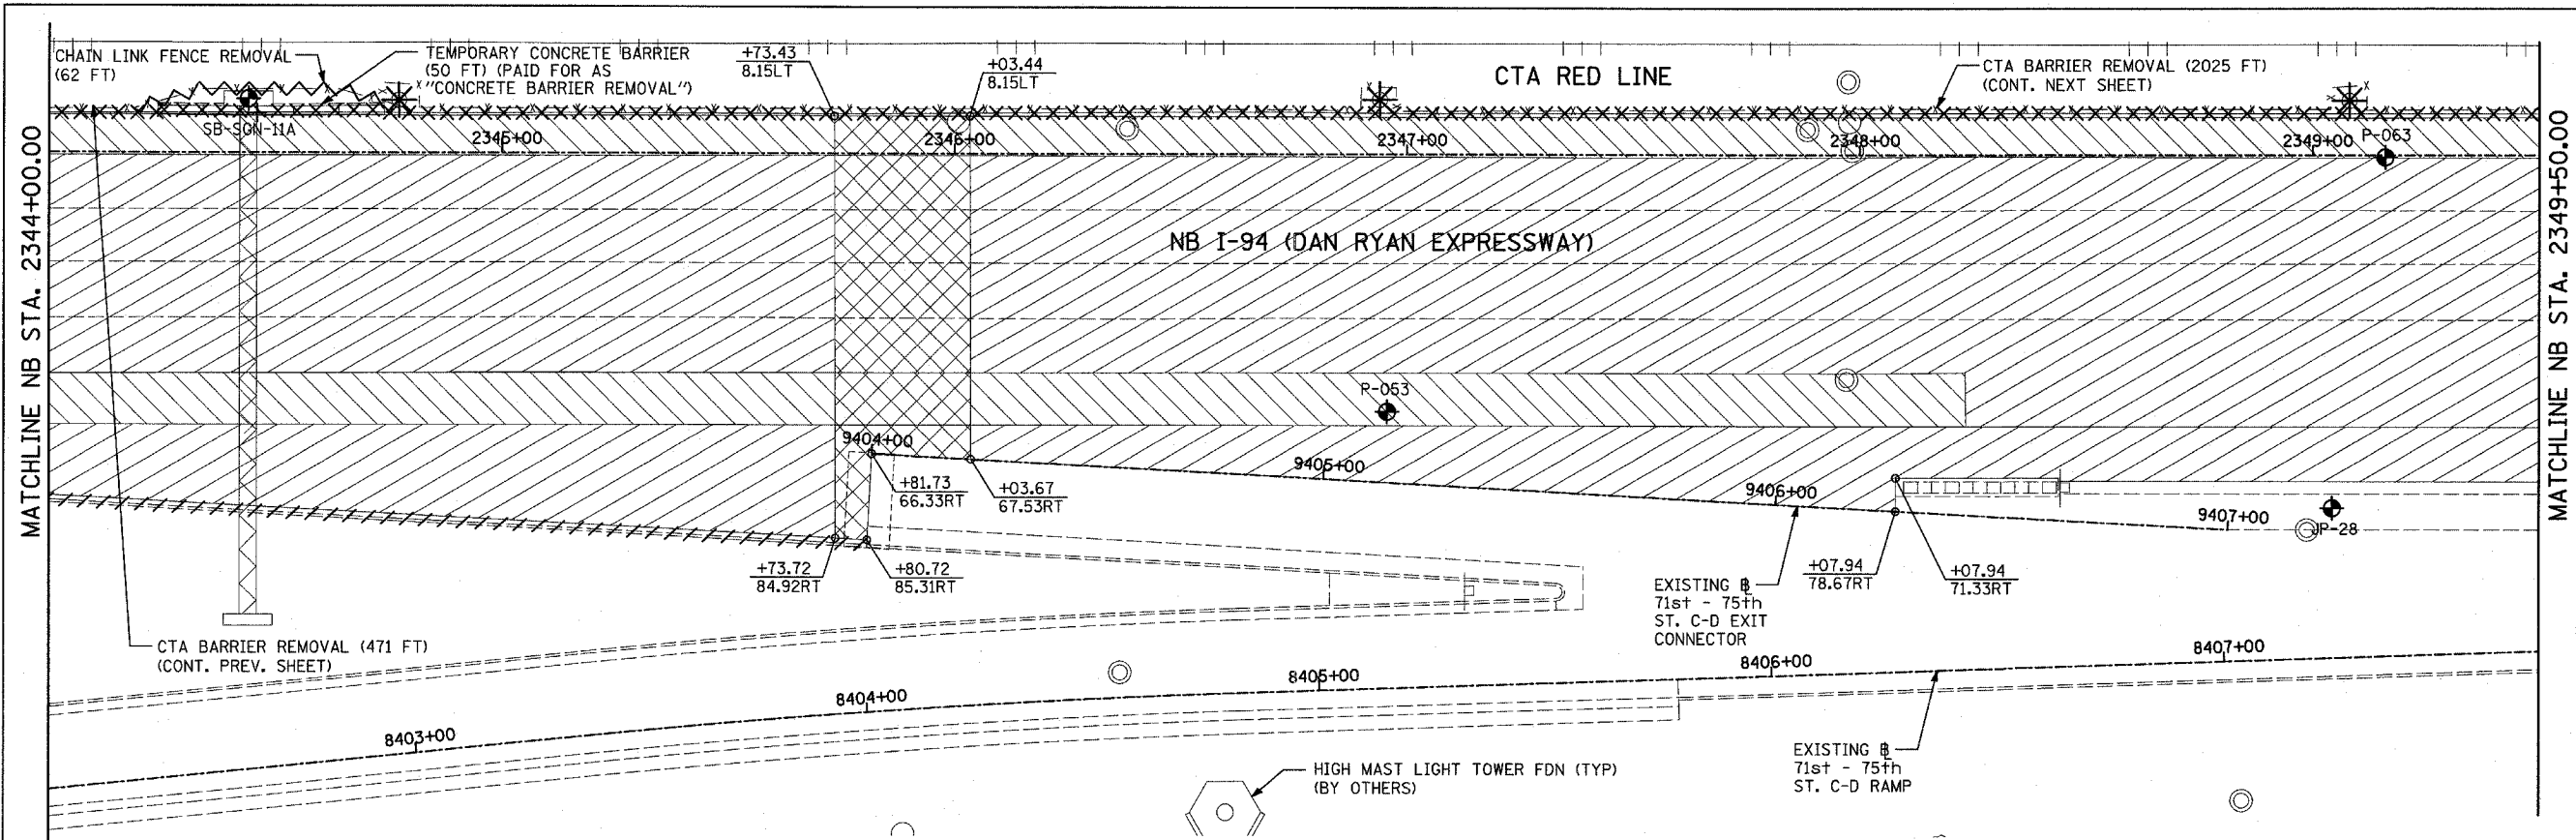 CHAIN LINK FENCE REMOVAL
(62 FT)
TEMPORARY CONCRETE BARRIER
(50 FT) (PAID FOR AS
"CONCRETE BARRIER REMOVAL")
+73.43
8.15LT
+03.44
8.15LT
CTA RED LINE
CTA BARRIER REMOVAL (2025 FT)
(CONT. NEXT SHEET)
SB-SGN-11A
2345+00
2346+00
2347+00
2348+00
2349+00
P-063
MATCHLINE NB STA. 2334+00.00
NB I-94 (DAN RYAN EXPRESSWAY)
MATCHLINE NB STA. 2349+50.00
P-053
9404+00
9405+00
9406+00
9407+00
JP-28
+81.73
66.33RT
+03.67
67.53RT
+73.72
84.92RT
+80.72
85.31RT
EXISTING B
71st - 75th
ST. C-D EXIT
CONNECTOR
+07.94
78.67RT
+07.94
71.33RT
CTA BARRIER REMOVAL (471 FT)
(CONT. PREV. SHEET)
8403+00
8404+00
8405+00
8406+00
8407+00
HIGH MAST LIGHT TOWER FDN (TYP)
(BY OTHERS)
EXISTING B
71st - 75th
ST. C-D RAMP